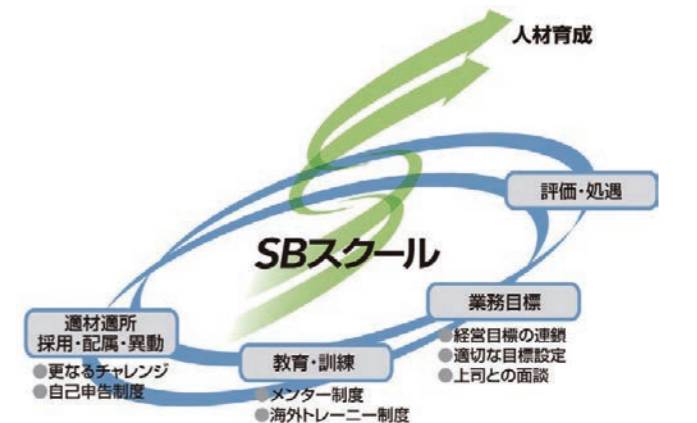 人材育成
評価・処遇
SBスクール
業務目標
●経営目標の連鎖
●適切な目標設定
●上司との面談
適材適所
採用・配属・異動
●更なるチャレンジ
●自己申告制度
教育・訓練
●メンター制度
●海外トレーニー制度